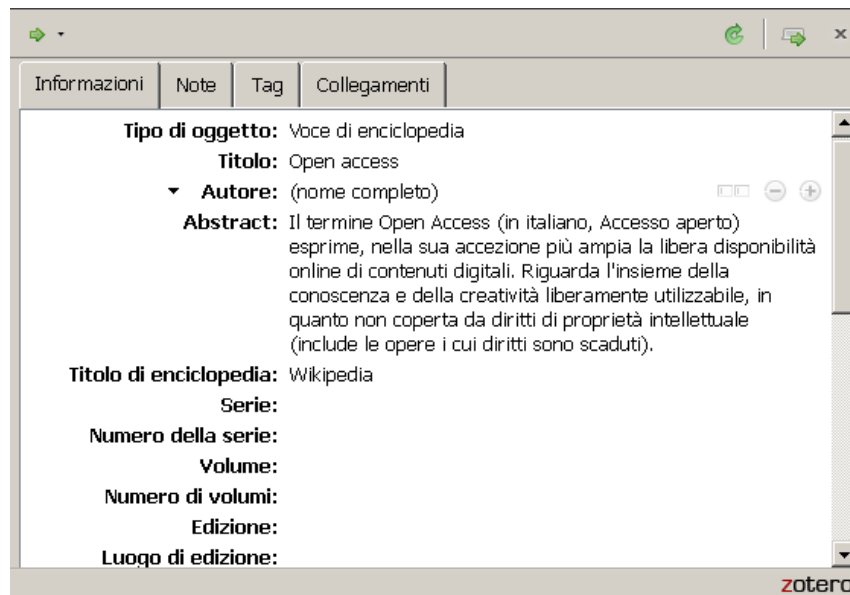 Informazioni Note Tag Collegamenti
Tipo di oggetto: Voce di enciclopedia
Titolo: Open access
Autore: (nome completo)
Abstract: Il termine Open Access (in italiano, Accesso aperto)
esprime, nella sua accezione più ampia la libera disponibilità
online di contenuti digitali. Riguarda l'insieme della
conoscenza e della creatività liberamente utilizzabile, in
quanto non coperta da diritti di proprietà intellettuale
(include le opere i cui diritti sono scaduti).
Titolo di enciclopedia: Wikipedia
Serie:
Numero della serie:
Volume:
Numero di volumi:
Edizione:
Luogo di edizione:
zotero